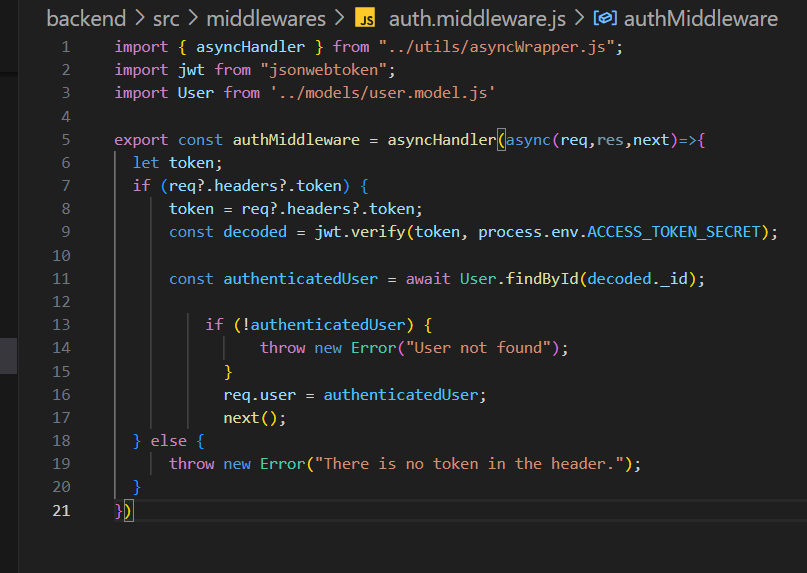 backend > src > middlewares > JS auth.middleware.js > authMiddleware
1 import { asyncHandler } from "../utils/asyncWrapper.js";
2 import jwt from "jsonwebtoken";
3 import User from '../models/user.model.js'
4
5 export const authMiddleware = asyncHandler(async(req,res,next)=>{
6 let token;
7 if (req?.headers?.token) {
8 token = req?.headers?.token;
9 const decoded = jwt.verify(token, process.env.ACCESS_TOKEN_SECRET);
10
11 const authenticatedUser = await User.findById(decoded._id);
12
13 if (!authenticatedUser) {
14 throw new Error("User not found");
15 }
16 req.user = authenticatedUser;
17 next();
18 } else {
19 throw new Error("There is no token in the header.");
20 }
21 })